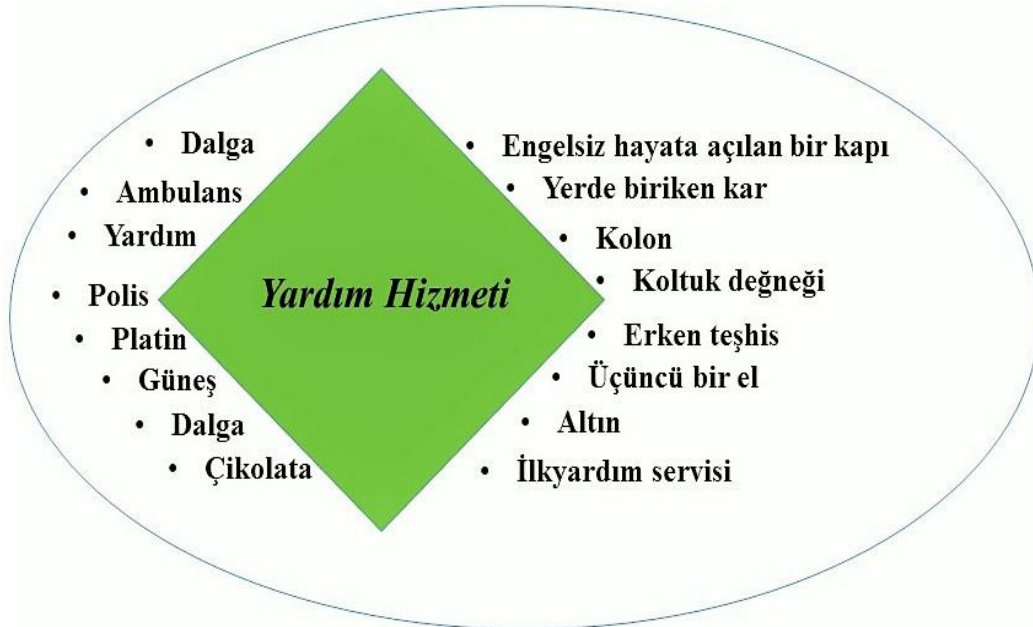 • Dalga
• Ambulans
• Yardım
• Polis
• Platin
• Güneş
• Dalga
• Çikolata
Yardım Hizmeti
• Engelsiz hayata açılan bir kapı
• Yerde biriken kar
• Kolon
• Koltuk değneği
• Erken teşhis
• Üçüncü bir el
• Altın
• İlkyardım servisi